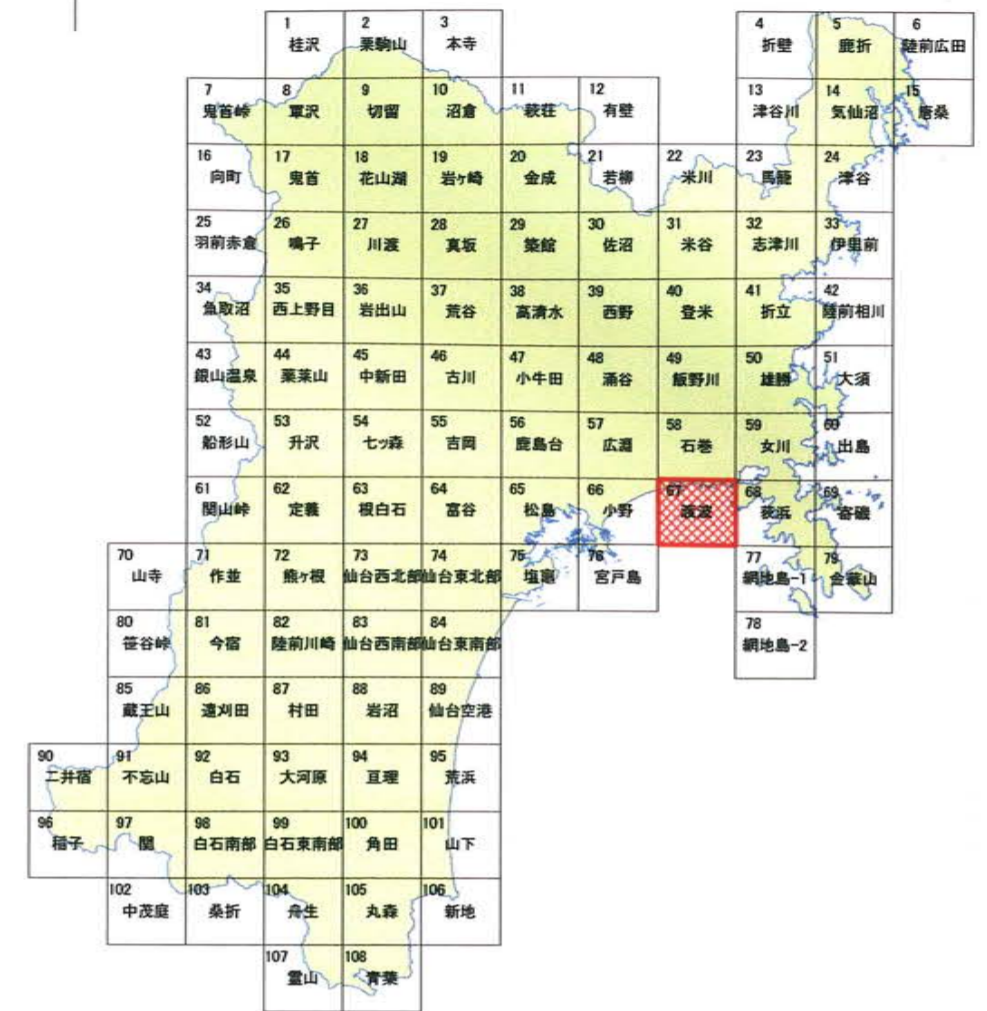 1
桂沢
2
栗駒山
3
本寺
4
折壁
5
鹿折
6
陸前広田
7
鬼首峠
8
軍沢
9
切留
10
沼倉
11
萩荘
12
有壁
13
津谷川
14
気仙沼
15
唐桑
16
向町
17
鬼首
18
花山湖
19
岩ヶ崎
20
金成
21
若柳
22
米川
23
馬籠
24
津谷
25
羽前赤倉
26
鳴子
27
川渡
28
真坂
29
築館
30
佐沼
31
米谷
32
志津川
33
伊里前
34
魚取沼
35
西上野目
36
岩出山
37
荒谷
38
高清水
39
西野
40
登米
41
折立
42
陸前相川
43
銀山温泉
44
薬莱山
45
中新田
46
古川
47
小牛田
48
涌谷
49
飯野川
50
雄勝
51
大須
52
船形山
53
升沢
54
七ッ森
55
吉岡
56
鹿島台
57
広淵
58
石巻
59
女川
60
出島
61
関山峠
62
定義
63
根白石
64
富谷
65
松島
66
小野
67
渡波
68
荻浜
69
寄磯
70
山寺
71
作並
72
熊ヶ根
73
仙台西北部
74
仙台東北部
75
塩竈
76
宮戸島
77
網地島-1
79
金華山
80
笹谷峠
81
今宿
82
陸前川崎
83
仙台西南部
84
仙台東南部
78
網地島-2
85
蔵王山
86
遠刈田
87
村田
88
岩沼
89
仙台空港
90
二井宿
91
不忘山
92
白石
93
大河原
94
亘理
95
荒浜
96
稲子
97
関
98
白石南部
99
白石東南部
100
角田
101
山下
102
中茂庭
103
桑折
104
舟生
105
丸森
106
新地
107
霊山
108
青葉